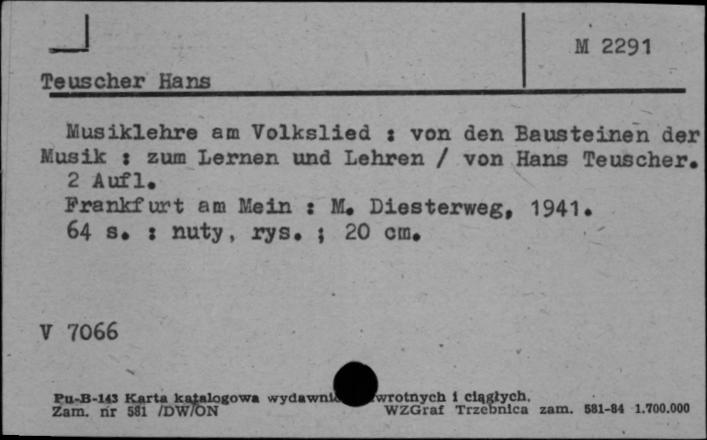 M 2291
Teuscher Hans
Musiklehre am Volkslied : von den Bausteinen der
Musik : zum Lernen und Lehren / von Hans Teuscher.
2 Aufl.
Frankfurt am Mein : M. Diesterweg, 1941.
64 s. : nuty, rys. ; 20 cm.
V 7066
Pu-B-143 Karta katalogowa wrotnych i ciągłych.
Zam. nr 581 /DW/ON WZGraf Trzebnica zam. 581-84 1.700.000